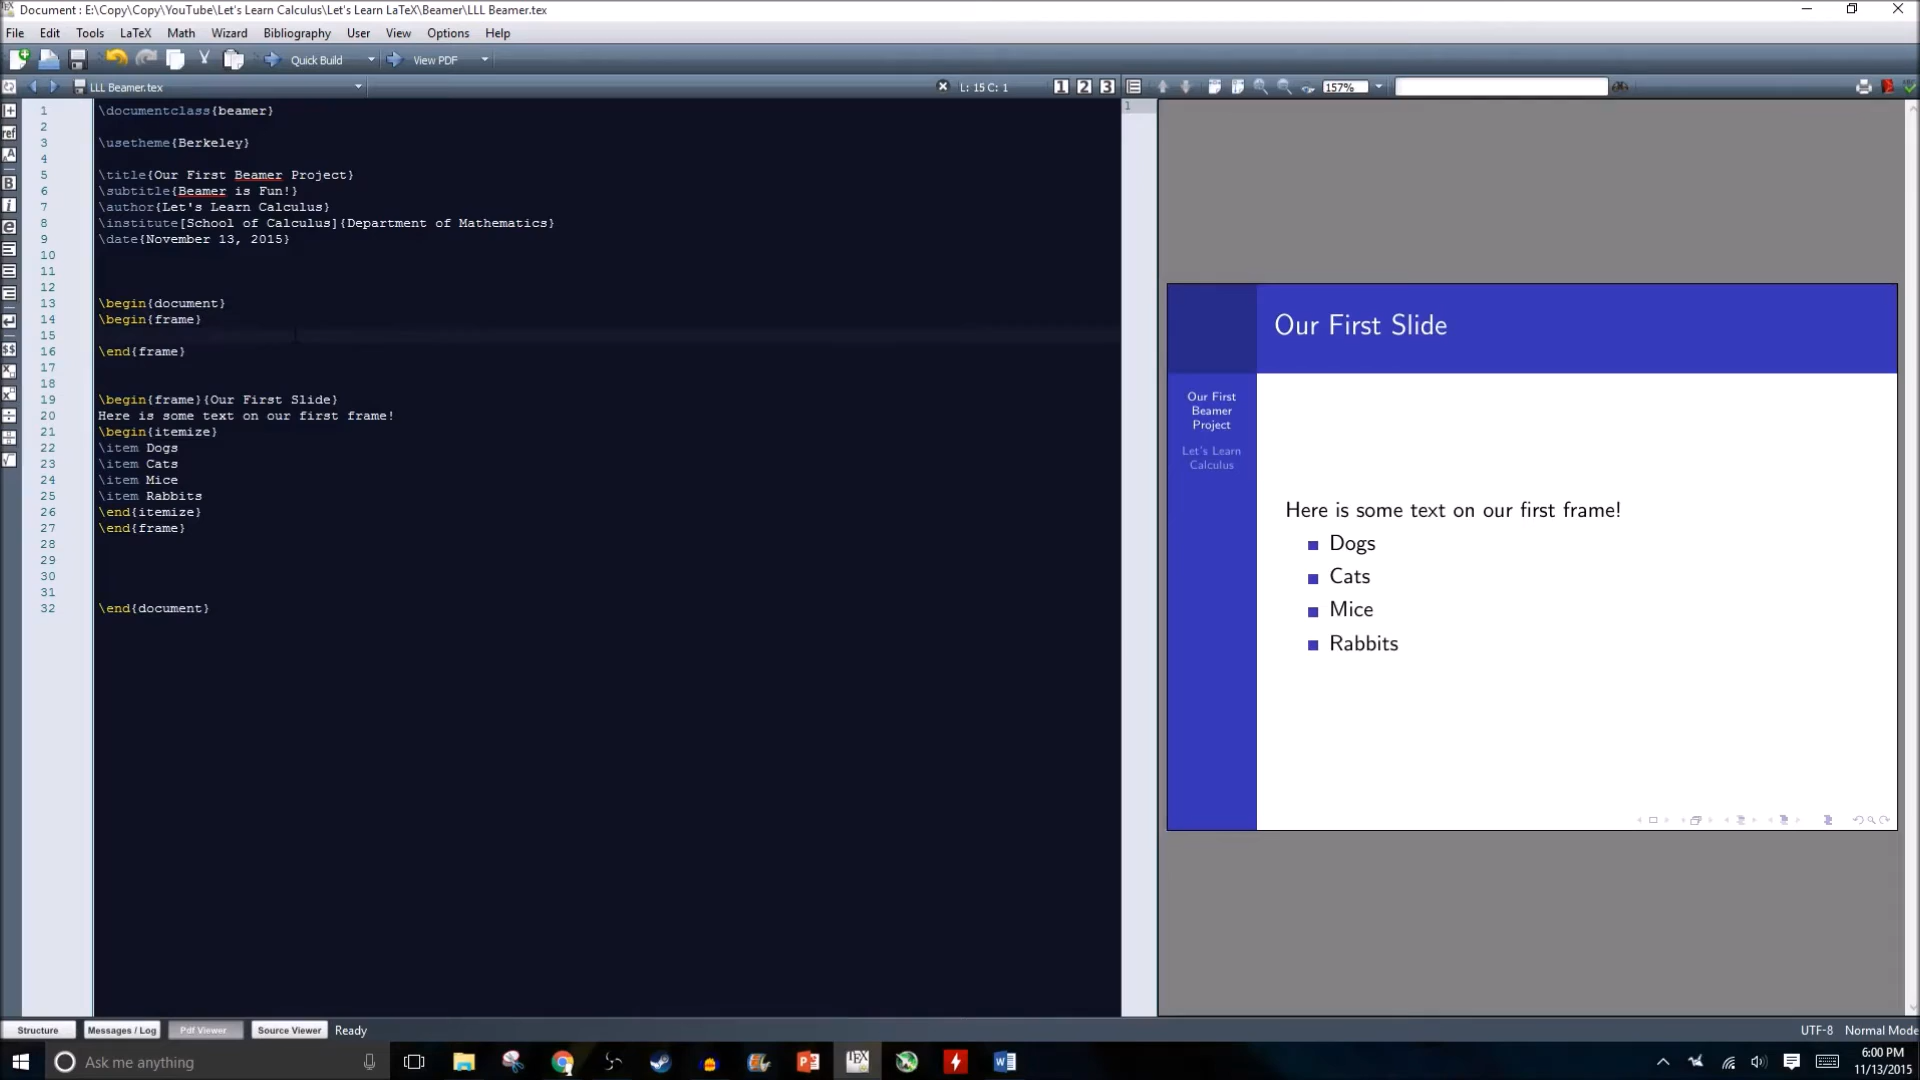 Document : E:\Copy\Copy\YouTube\Let's Learn Calculus\Let's Learn LaTeX\Beamer\LLL Beamer.tex
File Edit Tools LaTeX Math Wizard Bibliography User View Options Help
Quick Build View PDF
LLL Beamer.tex L: 15 C: 1 1 2 3 157%
1 \documentclass{beamer}
2
3 \usetheme{Berkeley}
4
5 \title{Our First Beamer Project}
6 \subtitle{Beamer is Fun!}
7 \author{Let's Learn Calculus}
8 \institute[School of Calculus]{Department of Mathematics}
9 \date{November 13, 2015}
10
11
12
13 \begin{document}
14 \begin{frame}
15
16 \end{frame}
17
18
19 \begin{frame}{Our First Slide}
20 Here is some text on our first frame!
21 \begin{itemize}
22 \item Dogs
23 \item Cats
24 \item Mice
25 \item Rabbits
26 \end{itemize}
27 \end{frame}
28
29
30
31
32 \end{document}
1
Our First Slide
Our First
Beamer
Project
Let's Learn
Calculus
Here is some text on our first frame!
Dogs
Cats
Mice
Rabbits
Structure Messages / Log Pdf Viewer Source Viewer Ready
UTF-8 Normal Mode
Ask me anything
6:00 PM
11/13/2015